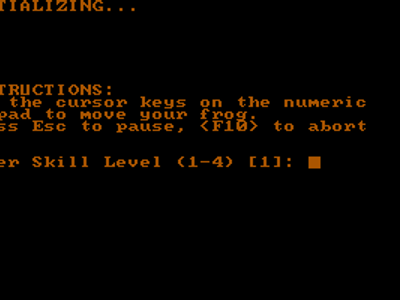 TIALIZING...
TRUCTIONS:
the cursor keys on the numeric
pad to move your frog.
ss Esc to pause, <F10> to abort
er Skill Level (1-4) [1]: